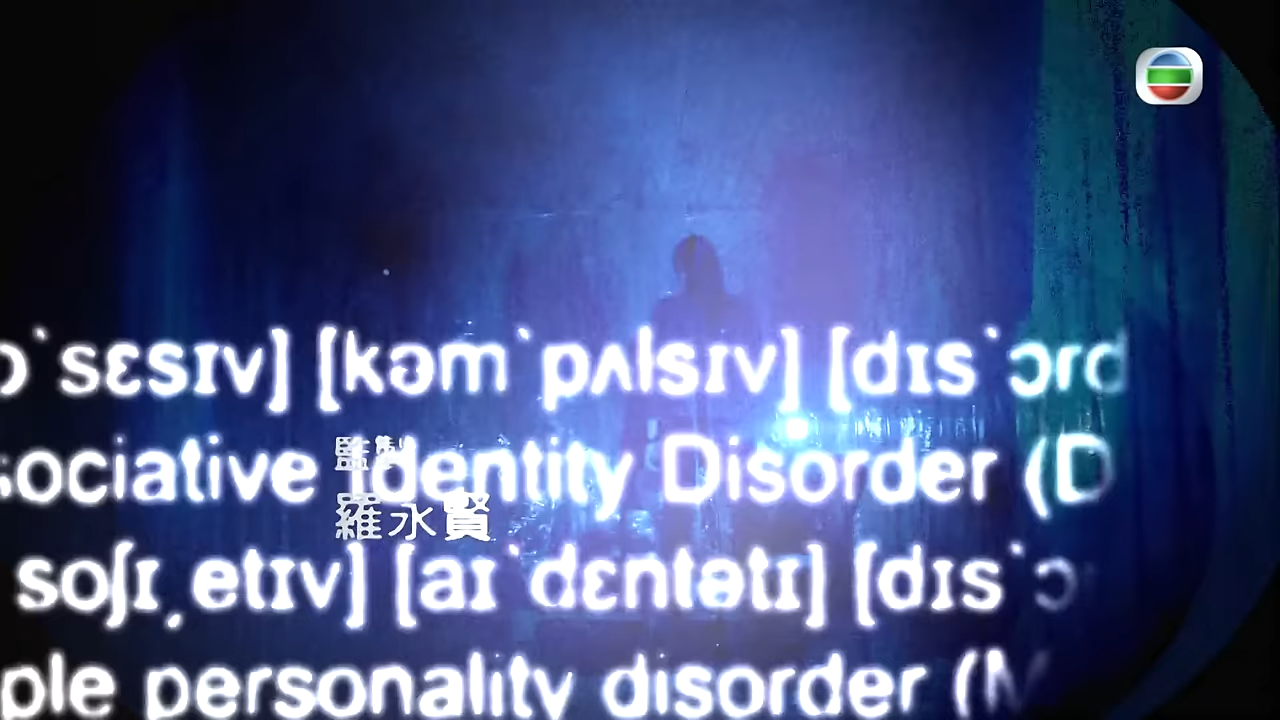 ɔˈsɛsɪv] [kəmˈpʌlsɪv] [dɪsˈɔrd
sociative Identity Disorder (D
監製
羅永賢
soʃɪˌetɪv] [aɪˈdɛntətɪ] [dɪsˈɔ
ple personality disorder (M